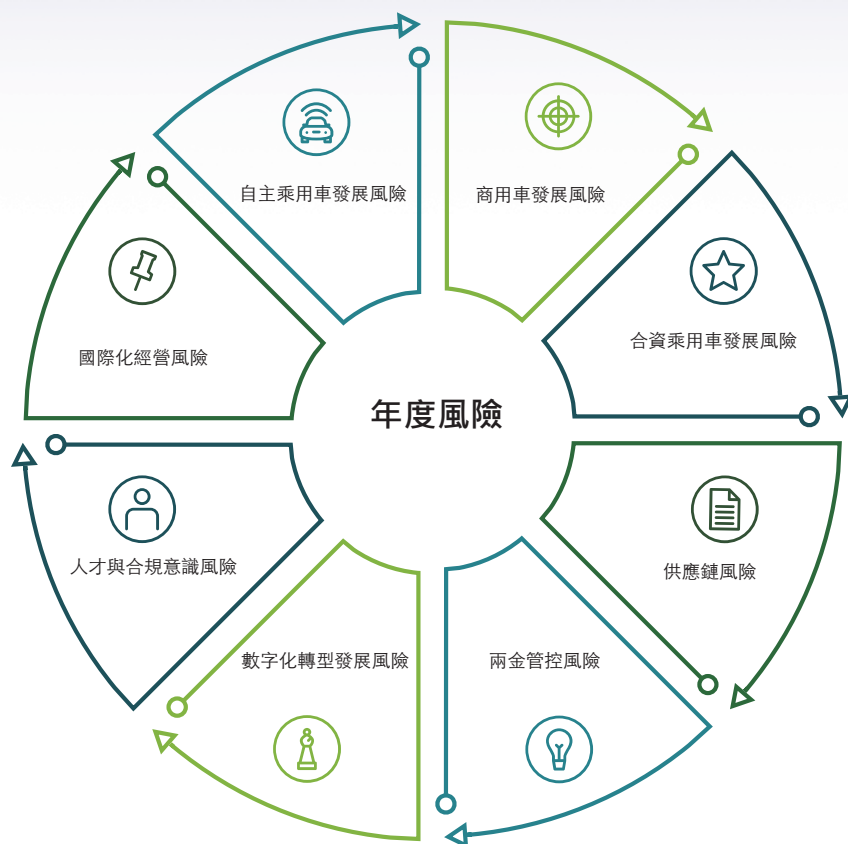 自主乘用車發展風險
商用車發展風險
國際化經營風險
合資乘用車發展風險
年度風險
人才與合規意識風險
供應鏈風險
數字化轉型發展風險
兩金管控風險